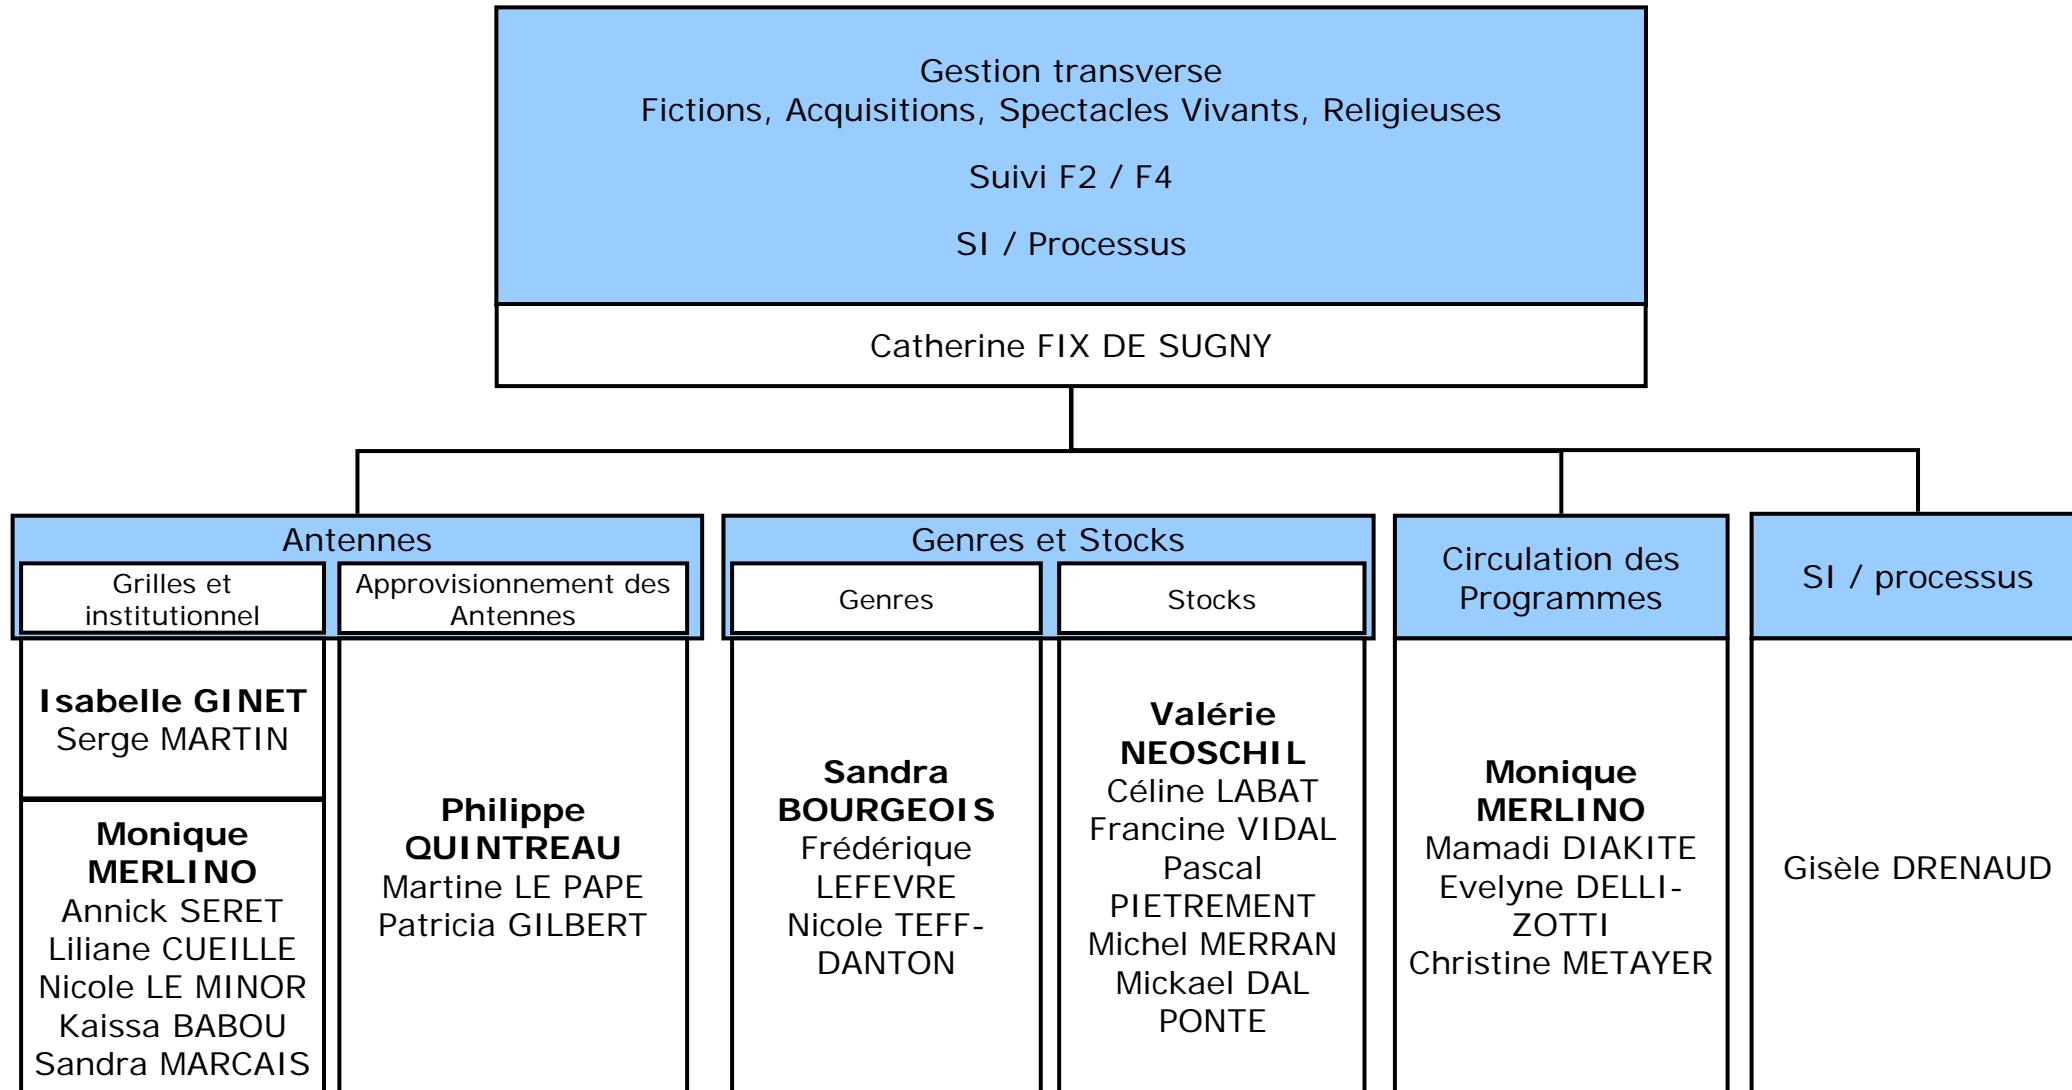 Gestion transverse
Fictions, Acquisitions, Spectacles Vivants, Religieuses
Suivi F2 / F4
SI / Processus
Catherine FIX DE SUGNY
Antennes
Grilles et
institutionnel
Isabelle GINET
Serge MARTIN
Monique
MERLINO
Annick SERET
Liliane CUEILLE
Nicole LE MINOR
Kaissa BABOU
Sandra MARCAIS
Approvisionnement des
Antennes
Philippe
QUINTREAU
Martine LE PAPE
Patricia GILBERT
Genres et Stocks
Genres
Sandra
BOURGEOIS
Frédérique
LEFEVRE
Nicole TEFF-
DANTON
Stocks
Valérie
NEOSCHIL
Céline LABAT
Francine VIDAL
Pascal
PIETREMENT
Michel MERRAN
Mickael DAL
PONTE
Circulation des
Programmes
Monique
MERLINO
Mamadi DIAKITE
Evelyne DELLI-
ZOTTI
Christine METAYER
SI / processus
Gisèle DRENAUD